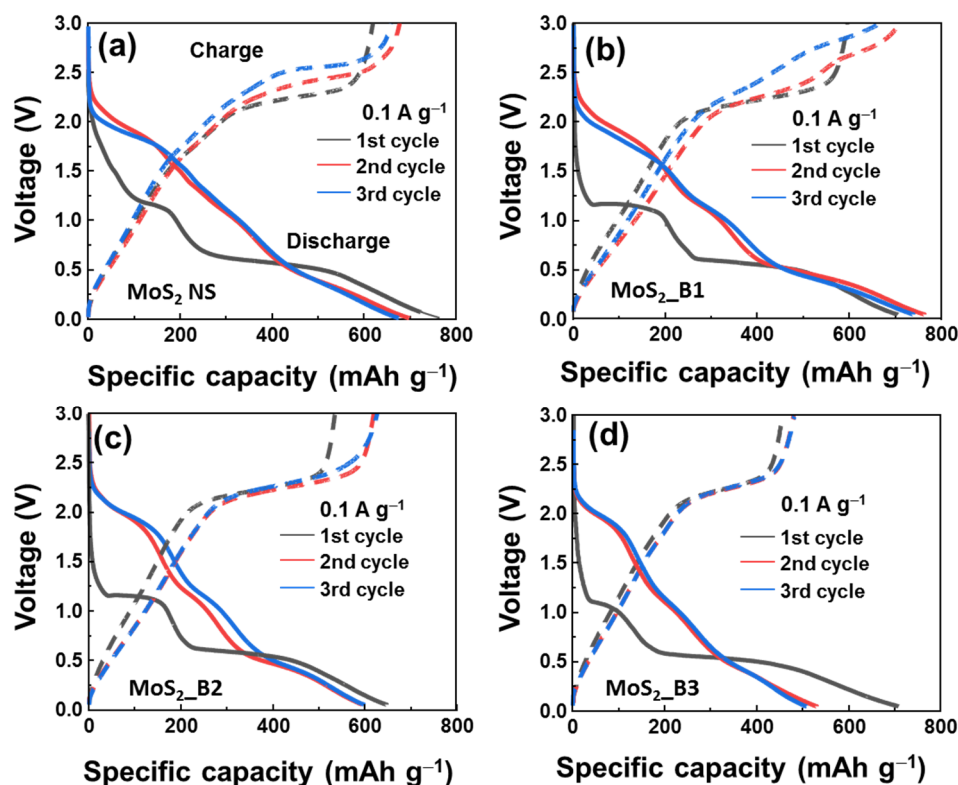 (a)
Charge
0.1 A g⁻¹
1st cycle
2nd cycle
3rd cycle
Discharge
MoS₂ NS
Voltage (V)
3.0
2.5
2.0
1.5
1.0
0.5
0.0
0 200 400 600 800
Specific capacity (mAh g⁻¹)
(b)
0.1 A g⁻¹
1st cycle
2nd cycle
3rd cycle
MoS₂_B1
Voltage (V)
3.0
2.5
2.0
1.5
1.0
0.5
0.0
0 200 400 600 800
Specific capacity (mAh g⁻¹)
(c)
0.1 A g⁻¹
1st cycle
2nd cycle
3rd cycle
MoS₂_B2
Voltage (V)
3.0
2.5
2.0
1.5
1.0
0.5
0.0
0 200 400 600 800
Specific capacity (mAh g⁻¹)
(d)
0.1 A g⁻¹
1st cycle
2nd cycle
3rd cycle
MoS₂_B3
Voltage (V)
3.0
2.5
2.0
1.5
1.0
0.5
0.0
0 200 400 600 800
Specific capacity (mAh g⁻¹)